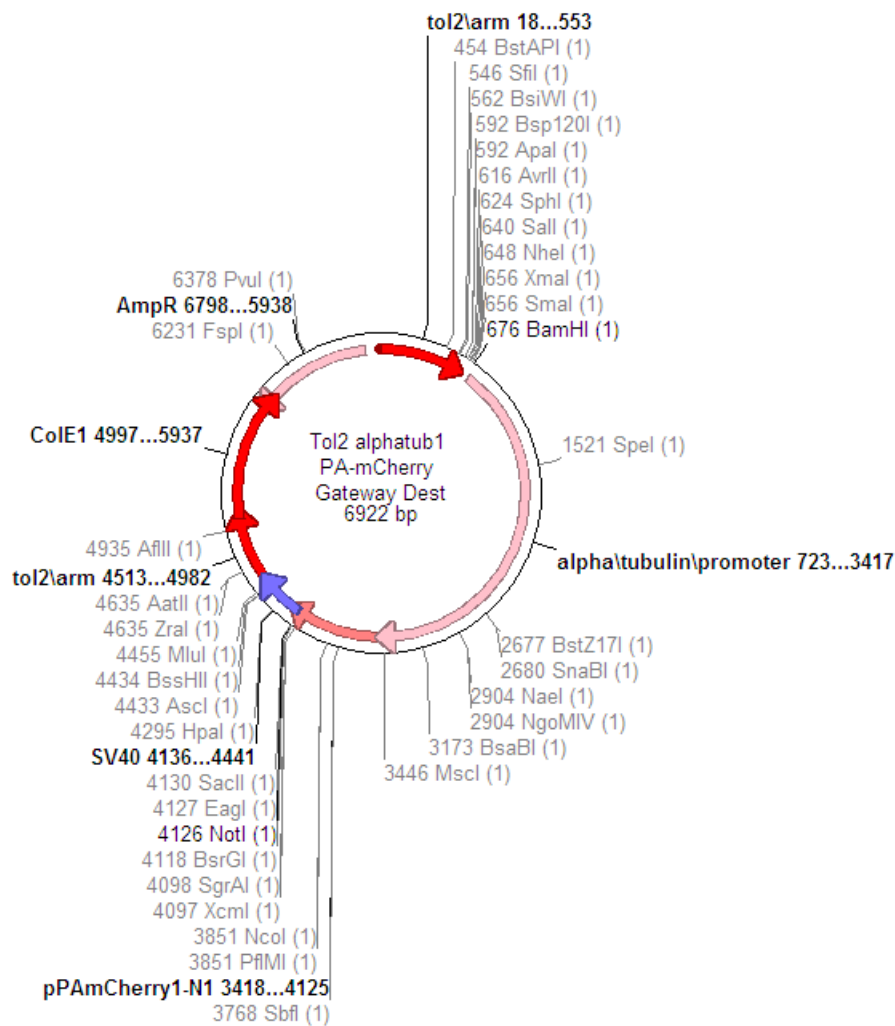 tol2\arm 18...553
454 BstAPI (1)
546 SfiI (1)
562 BsiWI (1)
592 Bsp120I (1)
592 ApaI (1)
616 AvrII (1)
624 SphI (1)
640 SalI (1)
648 NheI (1)
656 XmaI (1)
656 SmaI (1)
676 BamHI (1)
1521 SpeI (1)
alpha\tubulin\promoter 723...3417
2677 BstZ17I (1)
2680 SnaBI (1)
2904 NaeI (1)
2904 NgoMIV (1)
3173 BsaBI (1)
3446 MscI (1)
6378 PvuI (1)
AmpR 6798...5938
6231 FspI (1)
ColE1 4997...5937
4935 AflII (1)
tol2\arm 4513...4982
4635 AatII (1)
4635 ZraI (1)
4455 MluI (1)
4434 BssHII (1)
4433 AscI (1)
4295 HpaI (1)
SV40 4136...4441
4130 SacII (1)
4127 EagI (1)
4126 NotI (1)
4118 BsrGI (1)
4098 SgrAI (1)
4097 XcmI (1)
3851 NcoI (1)
3851 PflMI (1)
pPAmCherry1-N1 3418...4125
3768 SbfI (1)
Tol2 alphatub1
PA-mCherry
Gateway Dest
6922 bp